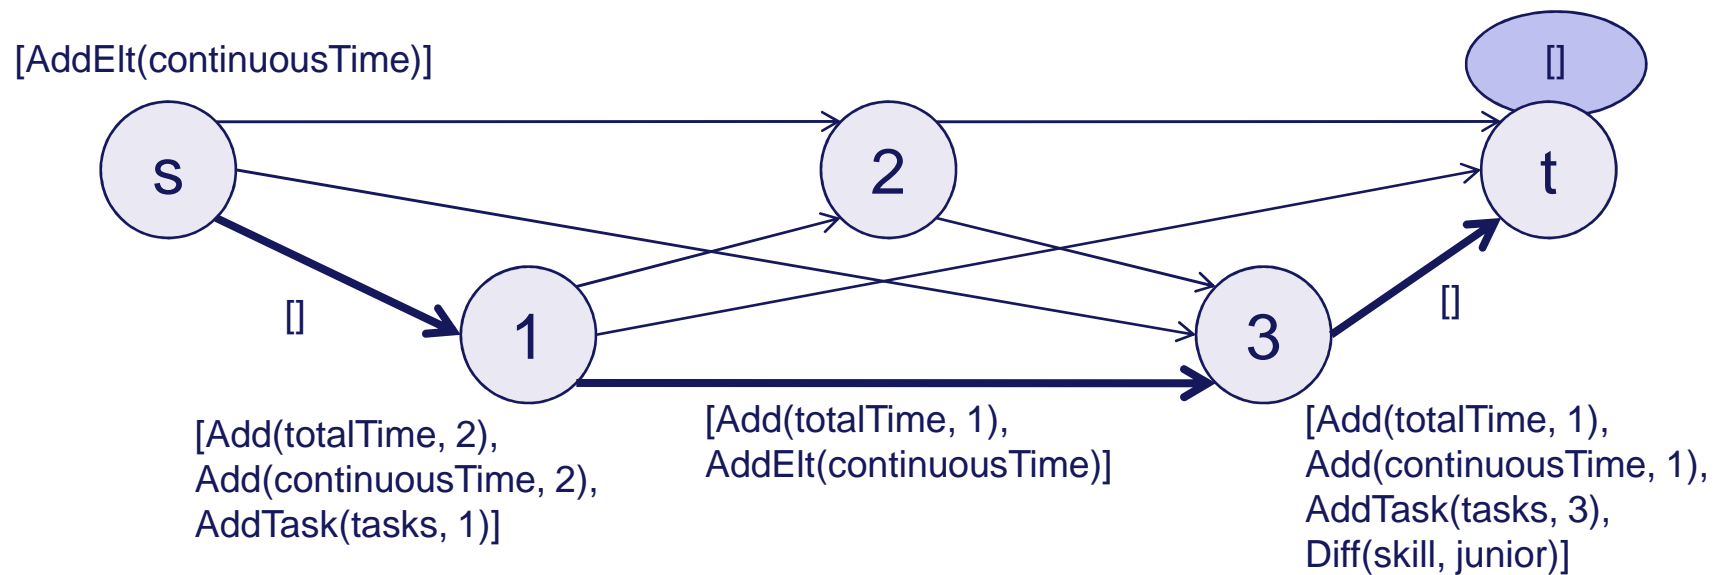 [AddElt(continuousTime)]
[]
s
2
t
[]
1
3
[]
[Add(totalTime, 2),
Add(continuousTime, 2),
AddTask(tasks, 1)]
[Add(totalTime, 1),
AddElt(continuousTime)]
[Add(totalTime, 1),
Add(continuousTime, 1),
AddTask(tasks, 3),
Diff(skill, junior)]